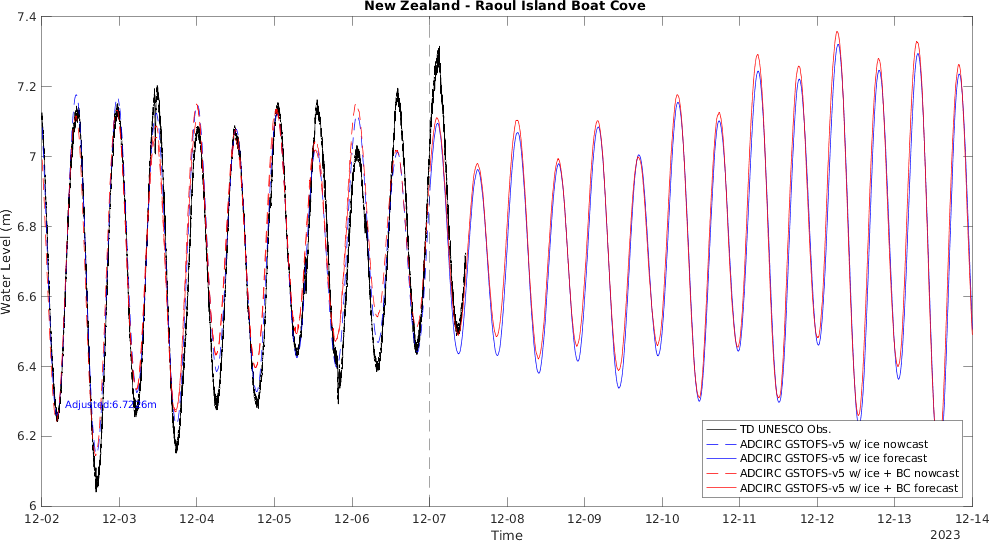 New Zealand - Raoul Island Boat Cove
7.4
7.2
7
6.8
6.6
6.4
6.2
6
Water Level (m)
TD UNESCO Obs.
ADCIRC GSTOFS-v5 w/ ice nowcast
ADCIRC GSTOFS-v5 w/ ice forecast
ADCIRC GSTOFS-v5 w/ ice + BC nowcast
ADCIRC GSTOFS-v5 w/ ice + BC forecast
12-02 12-03 12-04 12-05 12-06 12-07 12-08 12-09 12-10 12-11 12-12 12-13 12-14
Time
2023